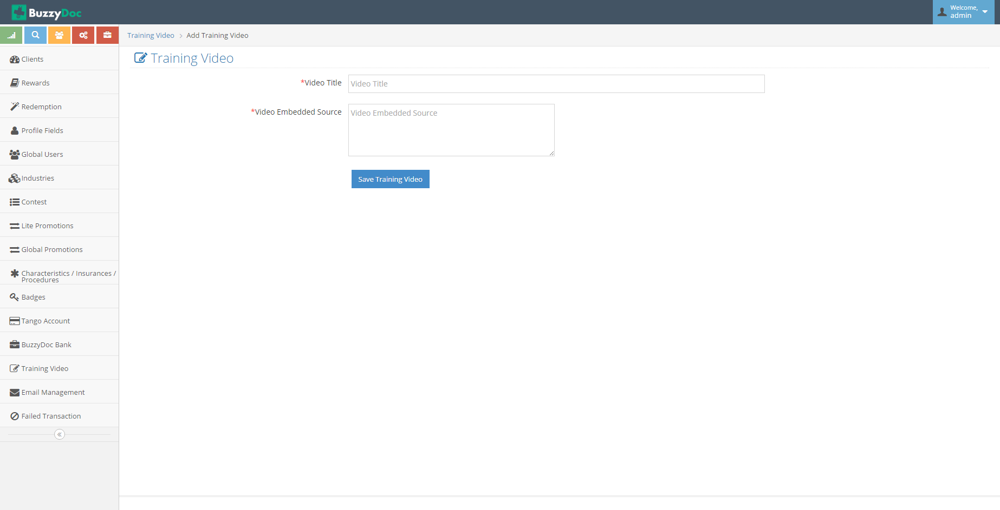 BuzzyDoc
Welcome,
admin
Training Video
Add Training Video
Clients
Rewards
Redemption
Profile Fields
Global Users
Industries
Contest
Lite Promotions
Global Promotions
Characteristics / Insurances /
Procedures
Badges
Tango Account
BuzzyDoc Bank
Training Video
Email Management
Failed Transaction
Training Video
*Video Title
Video Title
*Video Embedded Source
Video Embedded Source
Save Training Video